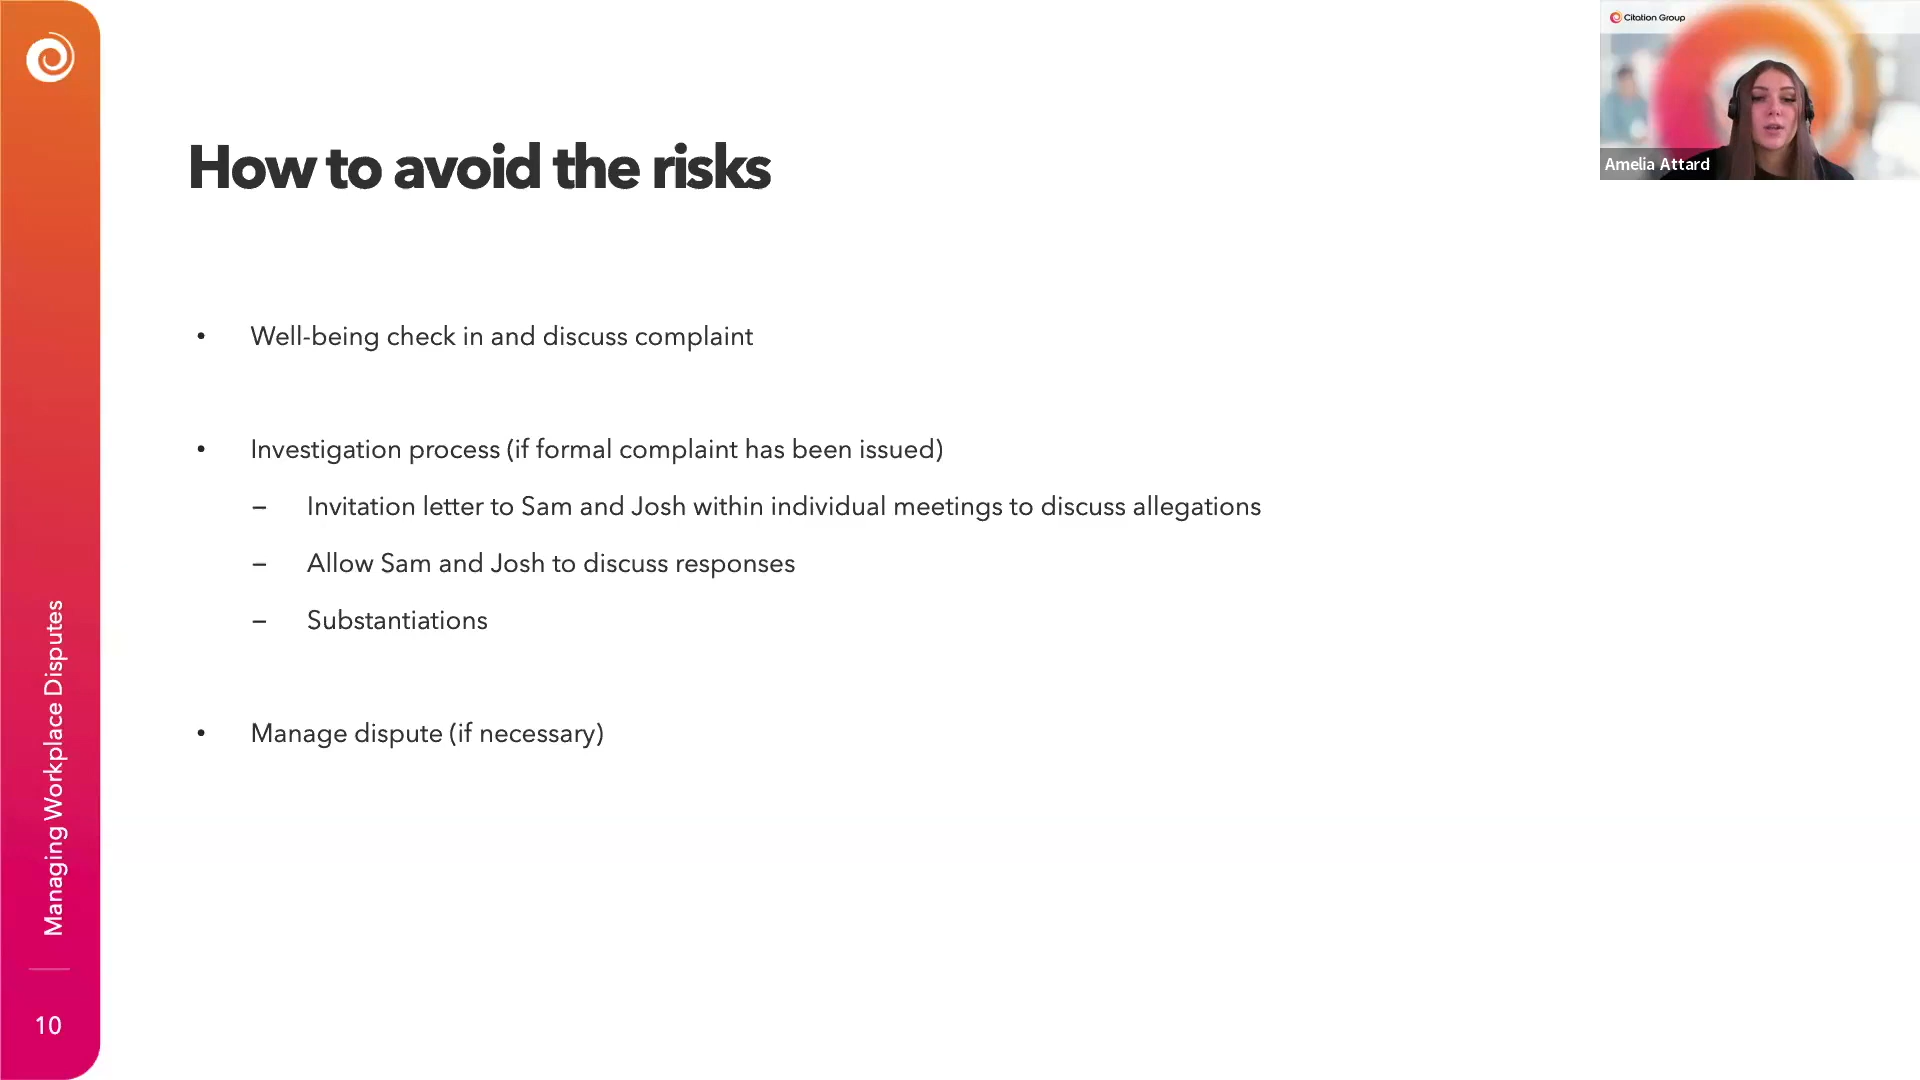 Citation Group
Amelia Attard
How to avoid the risks
• Well-being check in and discuss complaint
• Investigation process (if formal complaint has been issued)
– Invitation letter to Sam and Josh within individual meetings to discuss allegations
– Allow Sam and Josh to discuss responses
– Substantiations
• Manage dispute (if necessary)
Managing Workplace Disputes
10